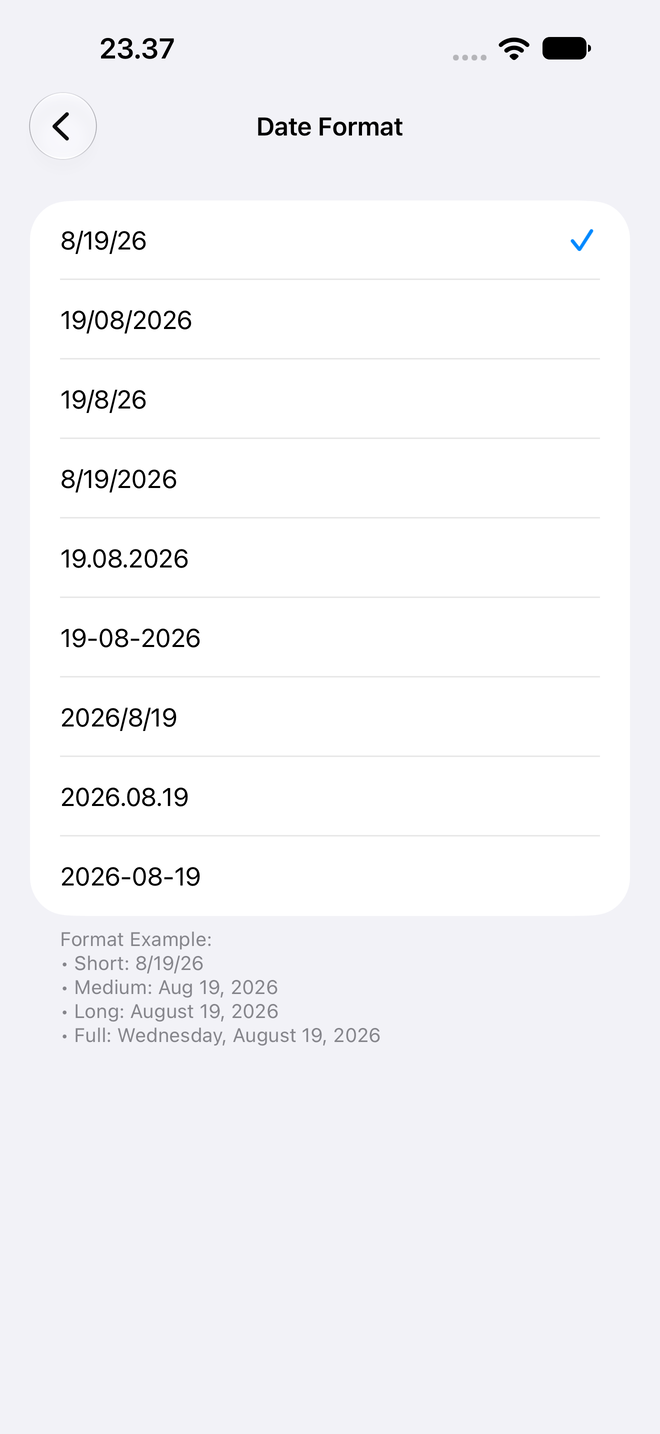 23.37
Date Format
8/19/26
19/08/2026
19/8/26
8/19/2026
19.08.2026
19-08-2026
2026/8/19
2026.08.19
2026-08-19
Format Example:
• Short: 8/19/26
• Medium: Aug 19, 2026
• Long: August 19, 2026
• Full: Wednesday, August 19, 2026